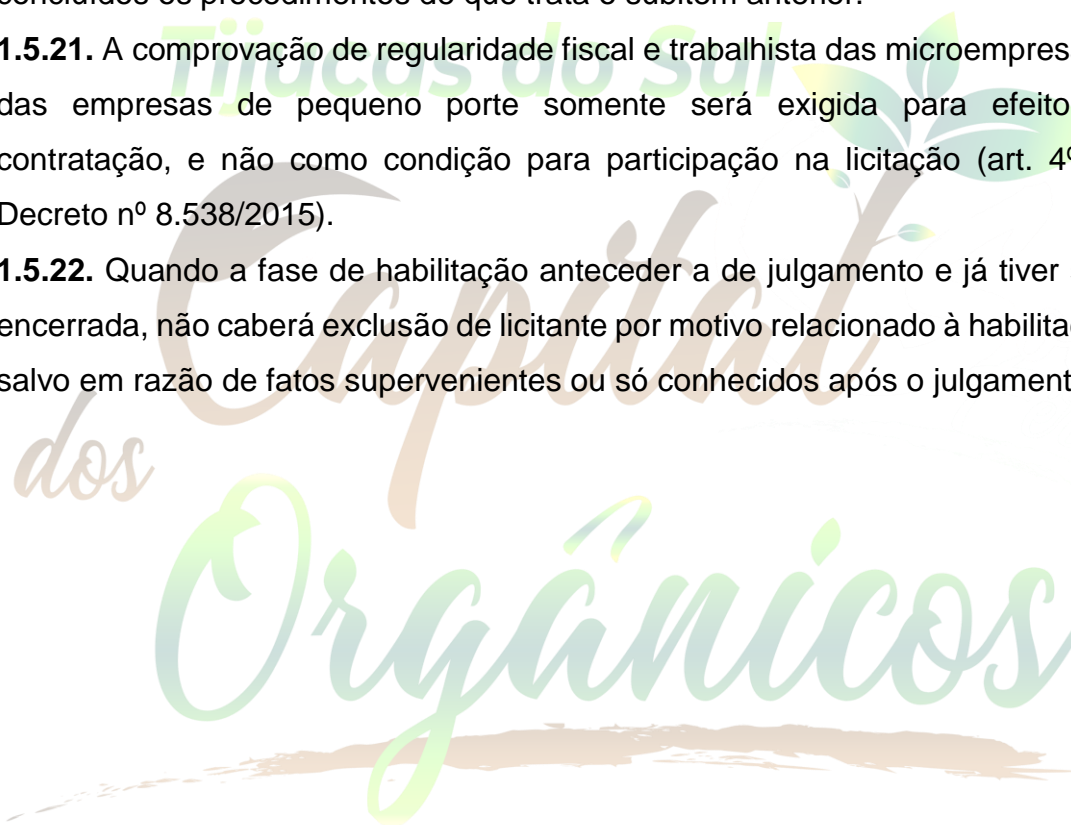 concluídos os procedimentos de que trata o subitem anterior.
1.5.21. A comprovação de regularidade fiscal e trabalhista das microempres
das empresas de pequeno porte somente será exigida para efeito
contratação, e não como condição para participação na licitação (art. 4º
Decreto nº 8.538/2015).
1.5.22. Quando a fase de habilitação anteceder a de julgamento e já tiver
encerrada, não caberá exclusão de licitante por motivo relacionado à habilita
salvo em razão de fatos supervenientes ou só conhecidos após o julgament
Tijucas do Sul
Capital
dos
Orgânicos